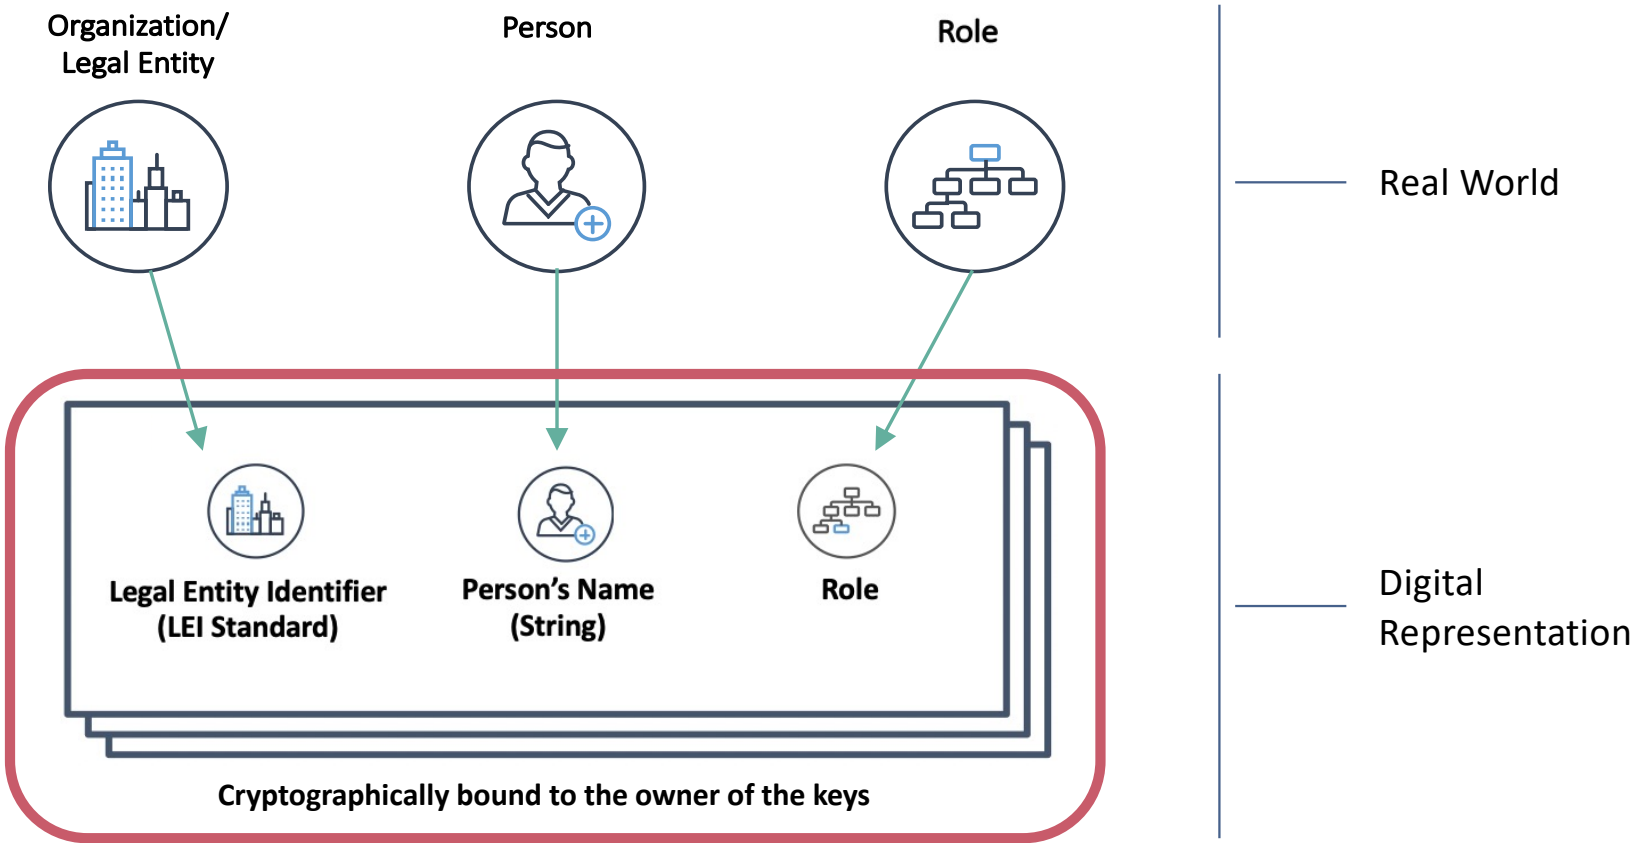 Organization/
Legal Entity
Person
Role
Real World
Legal Entity Identifier
(LEI Standard)
Person’s Name
(String)
Role
Digital
Representation
Cryptographically bound to the owner of the keys